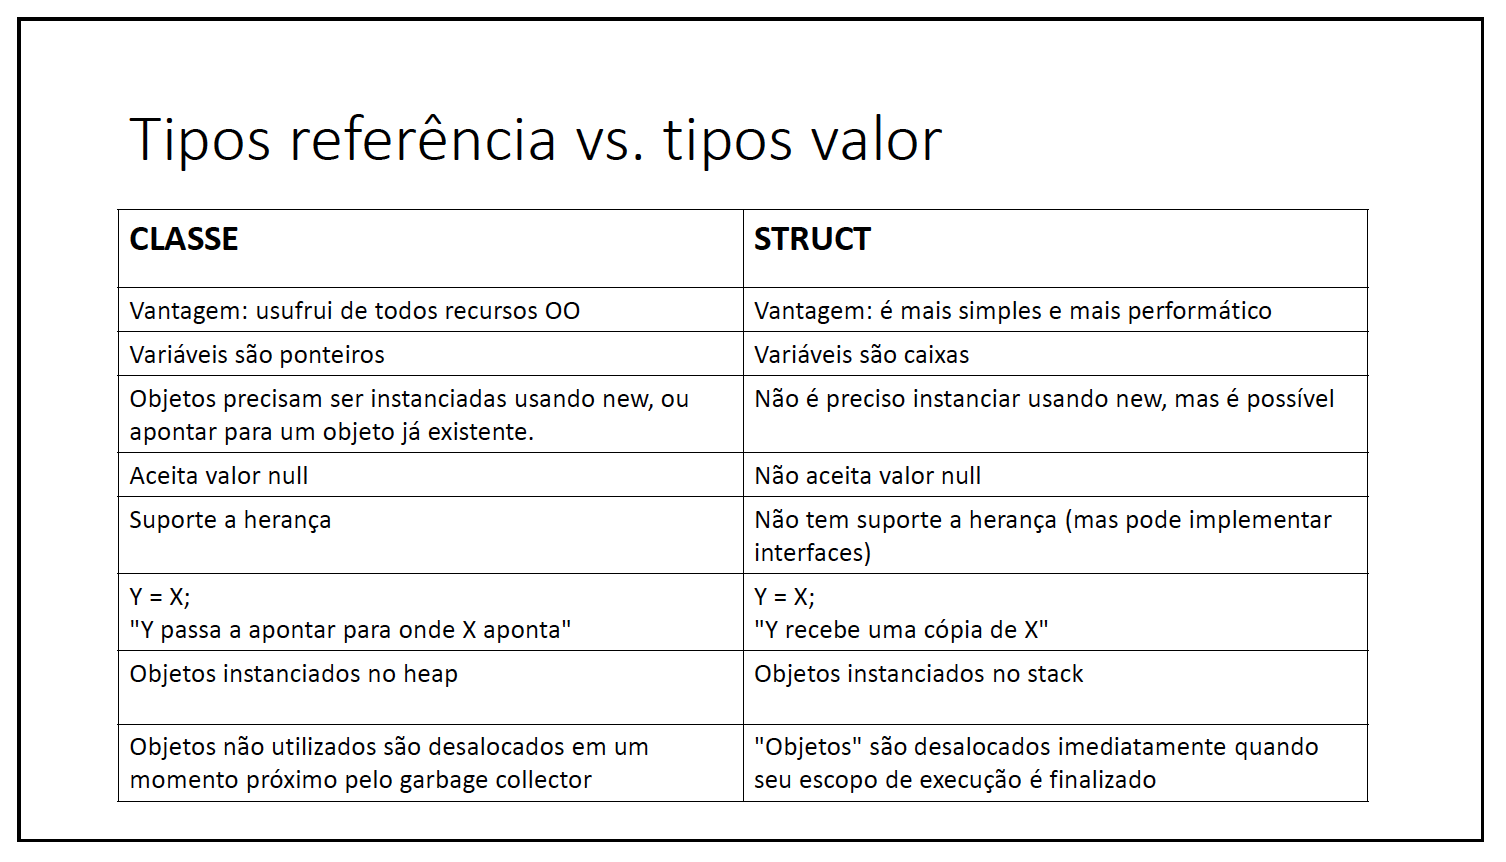 Tipos referência vs. tipos valor
CLASSE
STRUCT
Vantagem: usufrui de todos recursos OO
Vantagem: é mais simples e mais performático
Variáveis são ponteiros
Variáveis são caixas
Objetos precisam ser instanciadas usando new, ou
apontar para um objeto já existente.
Não é preciso instanciar usando new, mas é possível
Aceita valor null
Não aceita valor null
Suporte a herança
Não tem suporte a herança (mas pode implementar
interfaces)
Y = X;
"Y passa a apontar para onde X aponta"
Y = X;
"Y recebe uma cópia de X"
Objetos instanciados no heap
Objetos instanciados no stack
Objetos não utilizados são desalocados em um
momento próximo pelo garbage collector
"Objetos" são desalocados imediatamente quando
seu escopo de execução é finalizado